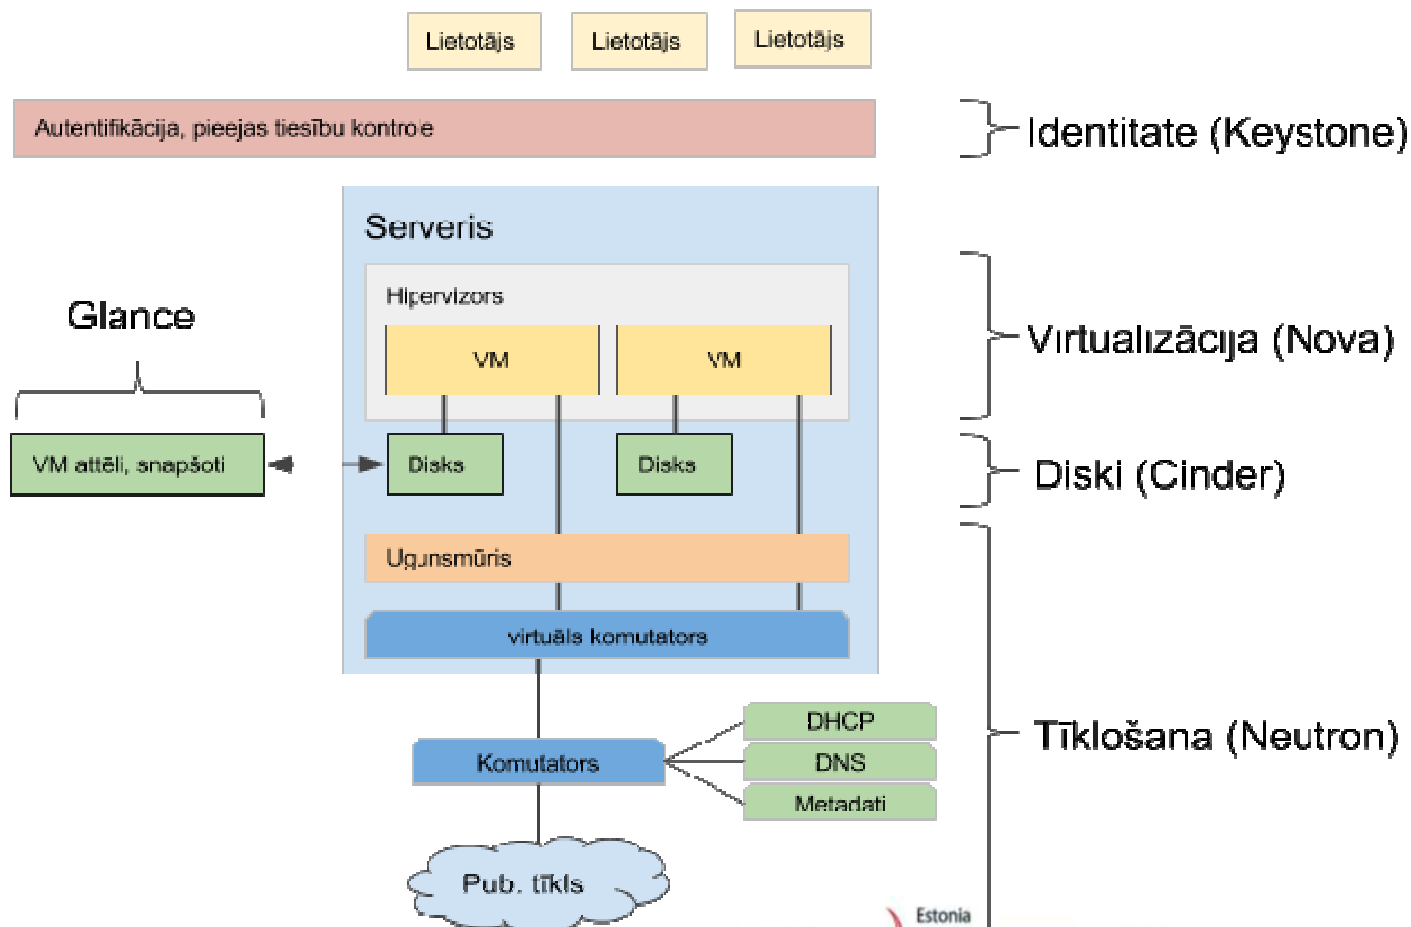 Lietotājs
Lietotājs
Lietotājs
Autentifikācija, pieejas tiesību kontrole
Identitate (Keystone)
Serveris
Hipervizors
Glance
VM
VM
Virtualizācija (Nova)
VM attēli, snapšoti
Disks
Disks
Diski (Cinder)
Ugunsmūris
virtuāls komutators
DHCP
Komutators
DNS
Tīklošana (Neutron)
Metadati
Pub. tīkls
Estonia